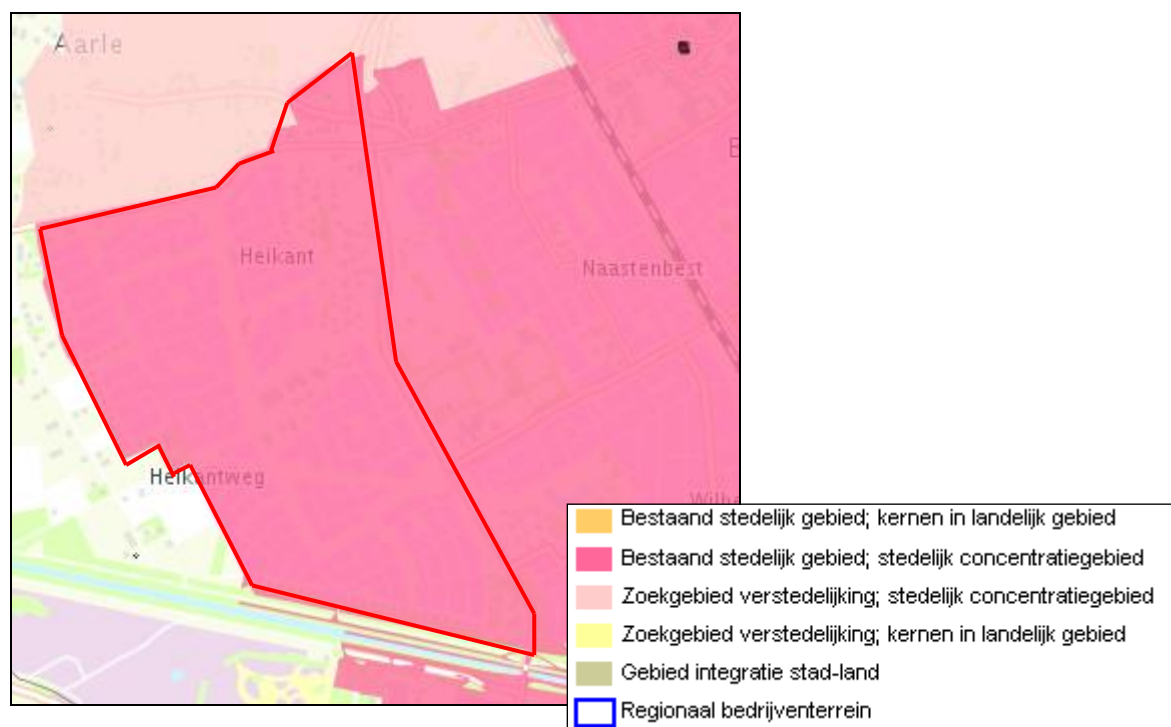 Aarle
B
Heikant
Naastenbest
Heikantweg
Wilhe
Bestaand stedelijk gebied; kernen in landelijk gebied
Bestaand stedelijk gebied; stedelijk concentratiegebied
Zoekgebied verstedelijking; stedelijk concentratiegebied
Zoekgebied verstedelijking; kernen in landelijk gebied
Gebied integratie stad-land
Regionaal bedrijventerrein